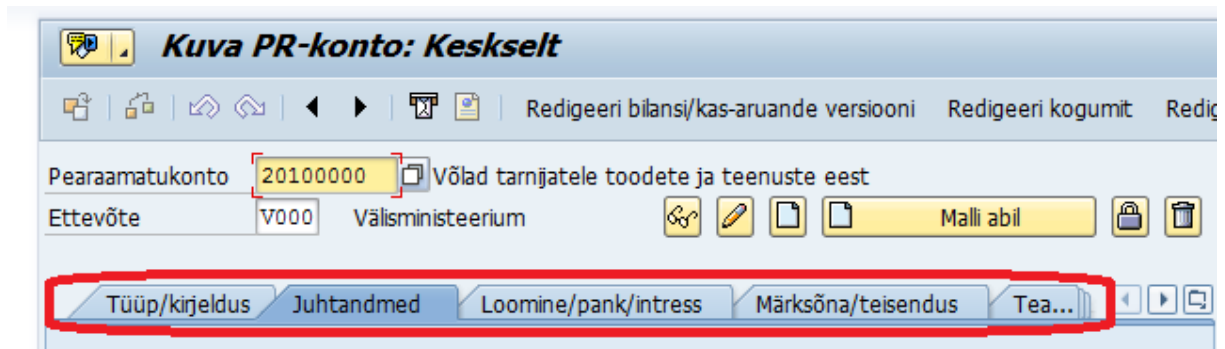 Kuva PR-konto: Keskselt
Redigeeri bilansi/kas-aruande versiooni Redigeeri kogumit Redig
Pearaamatukonto 20100000 Võlad tarnijatele toodete ja teenuste eest
Ettevõte V000 Välisministeerium Malli abil
Tüüp/kirjeldus Juhtandmed Loomine/pank/intress Märksõna/teisendus Tea...